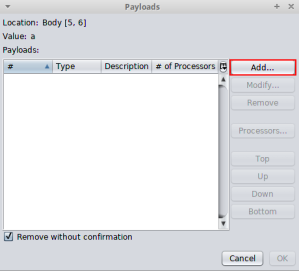 Payloads
Location: Body [5, 6]
Value: a
Payloads:
# Type Description # of Processors
Add...
Modify...
Remove
Processors...
Top
Up
Down
Bottom
Remove without confirmation
Cancel OK